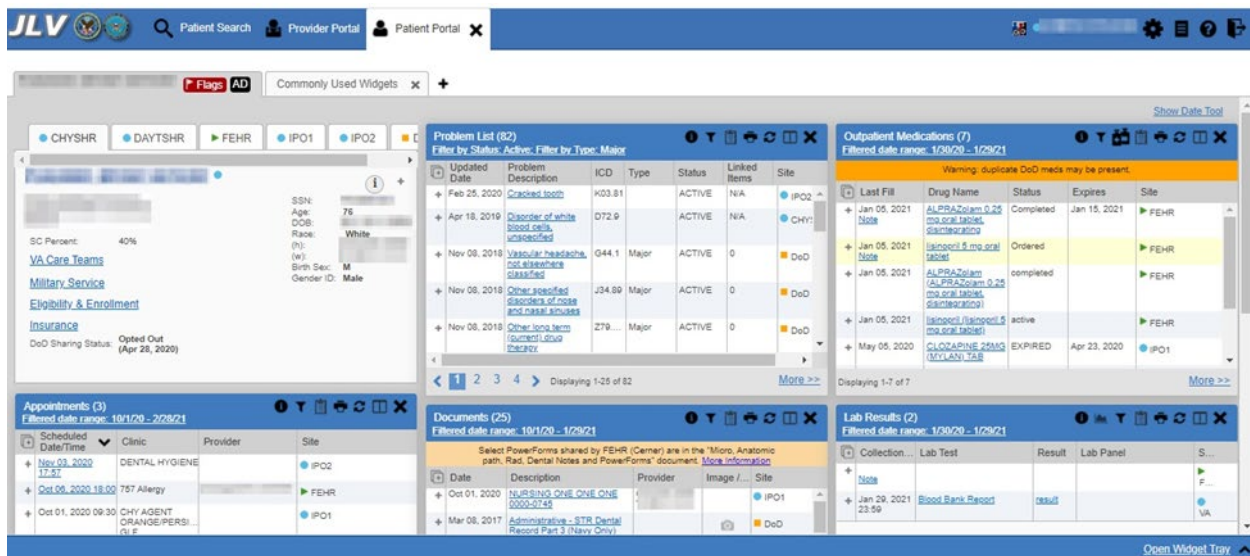 JLV Patient Search Provider Portal Patient Portal
Flags AD Commonly Used Widgets
Show Date Tool
CHYSHR DAYTSHR FEHR IPO1 IPO2
SSN:
Age: 76
DOB:
Race: White
(h):
(w):
Birth Sex: M
Gender ID: Male
SC Percent: 40%
VA Care Teams
Military Service
Eligibility & Enrollment
Insurance
DoD Sharing Status: Opted Out
(Apr 28, 2020)
Problem List (82)
Filter by Status: Active; Filter by Type: Major
Updated Date Problem Description ICD Type Status Linked Items Site
Feb 25, 2020 Cracked tooth K03.81 ACTIVE N/A IPO2
Apr 18, 2019 Disorder of white ACTIVE N/A CHY:
blood cells, D72.9
unspecified
Nov 08, 2018 Vascular headache, G44.1 Major ACTIVE 0 DoD
not elsewhere
classified
Nov 08, 2018 Other specified J34.89 Major ACTIVE 0 DoD
disorders of nose
and nasal sinuses
Nov 08, 2018 Other long term Z79.... Major ACTIVE 0 DoD
(current) drug
therapy
1 2 3 4 Displaying 1-25 of 82 More >>
Outpatient Medications (7)
Filtered date range: 1/30/20 - 1/29/21
Warning: duplicate DoD meds may be present.
Last Fill Drug Name Status Expires Site
Jan 05, 2021 ALPRAZolam 0.25 Completed Jan 15, 2021 FEHR
Note mg oral tablet,
disintegrating
Jan 05, 2021 lisinopril 5 mg oral Ordered FEHR
Note tablet
Jan 05, 2021 ALPRAZolam completed FEHR
(ALPRAZolam 0.25
mg oral tablet,
disintegrating)
Jan 05, 2021 lisinopril (lisinopril 5 active FEHR
mg oral tablet)
May 05, 2020 CLOZAPINE 25MG EXPIRED Apr 23, 2020 IPO1
(MYLAN) TAB
Displaying 1-7 of 7 More >>
Appointments (3)
Filtered date range: 10/1/20 - 2/28/21
Scheduled Date/Time Clinic Provider Site
Nov 03, 2020 DENTAL HYGIENE IPO2
17:57
Oct 06, 2020 18:00 757 Allergy FEHR
Oct 01, 2020 09:30 CHY AGENT IPO1
ORANGE/PERSI...
GLF
Documents (25)
Filtered date range: 10/1/20 - 1/29/21
Select PowerForms shared by FEHR (Cerner) are in the "Micro, Anatomic
path, Rad, Dental Notes and PowerForms" document. More Information
Date Description Provider Image /... Site
Oct 01, 2020 NURSING ONE ONE ONE IPO1
0000-0745
Mar 08, 2017 Administrative - STR Dental DoD
Record Part 3 (Navy Only)
Lab Results (2)
Filtered date range: 1/30/20 - 1/29/21
Collection... Lab Test Result Lab Panel S...
Note F...
Jan 29, 2021 Blood Bank Report result
23:59 VA
Open Widget Tray